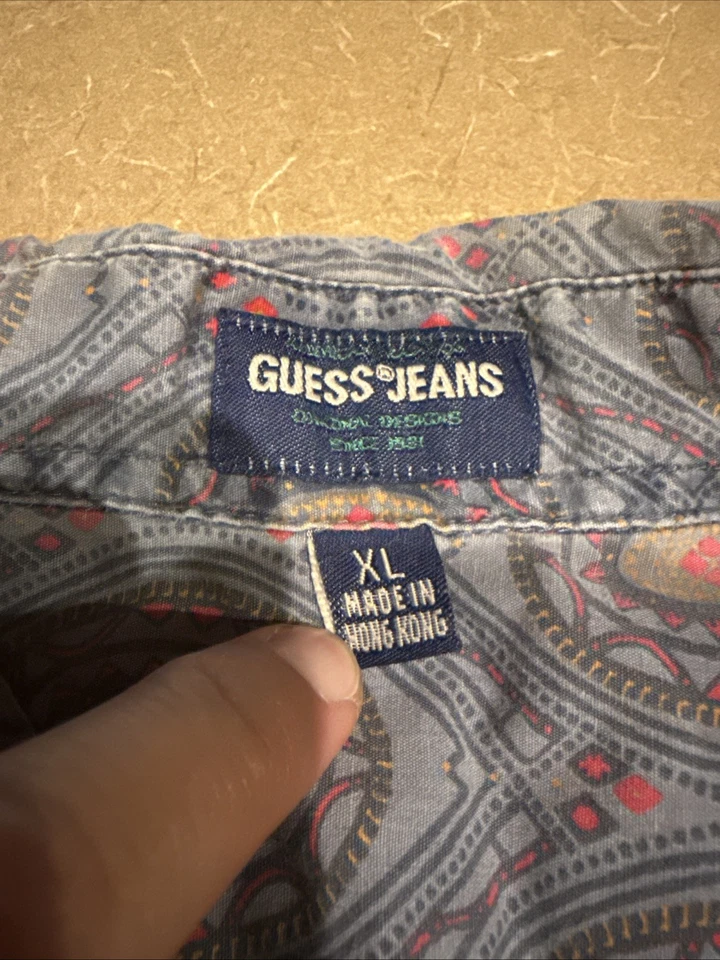 GUESS® JEANS
ORIGINAL DESIGNS
SINCE 1981
XL
MADE IN
HONG KONG